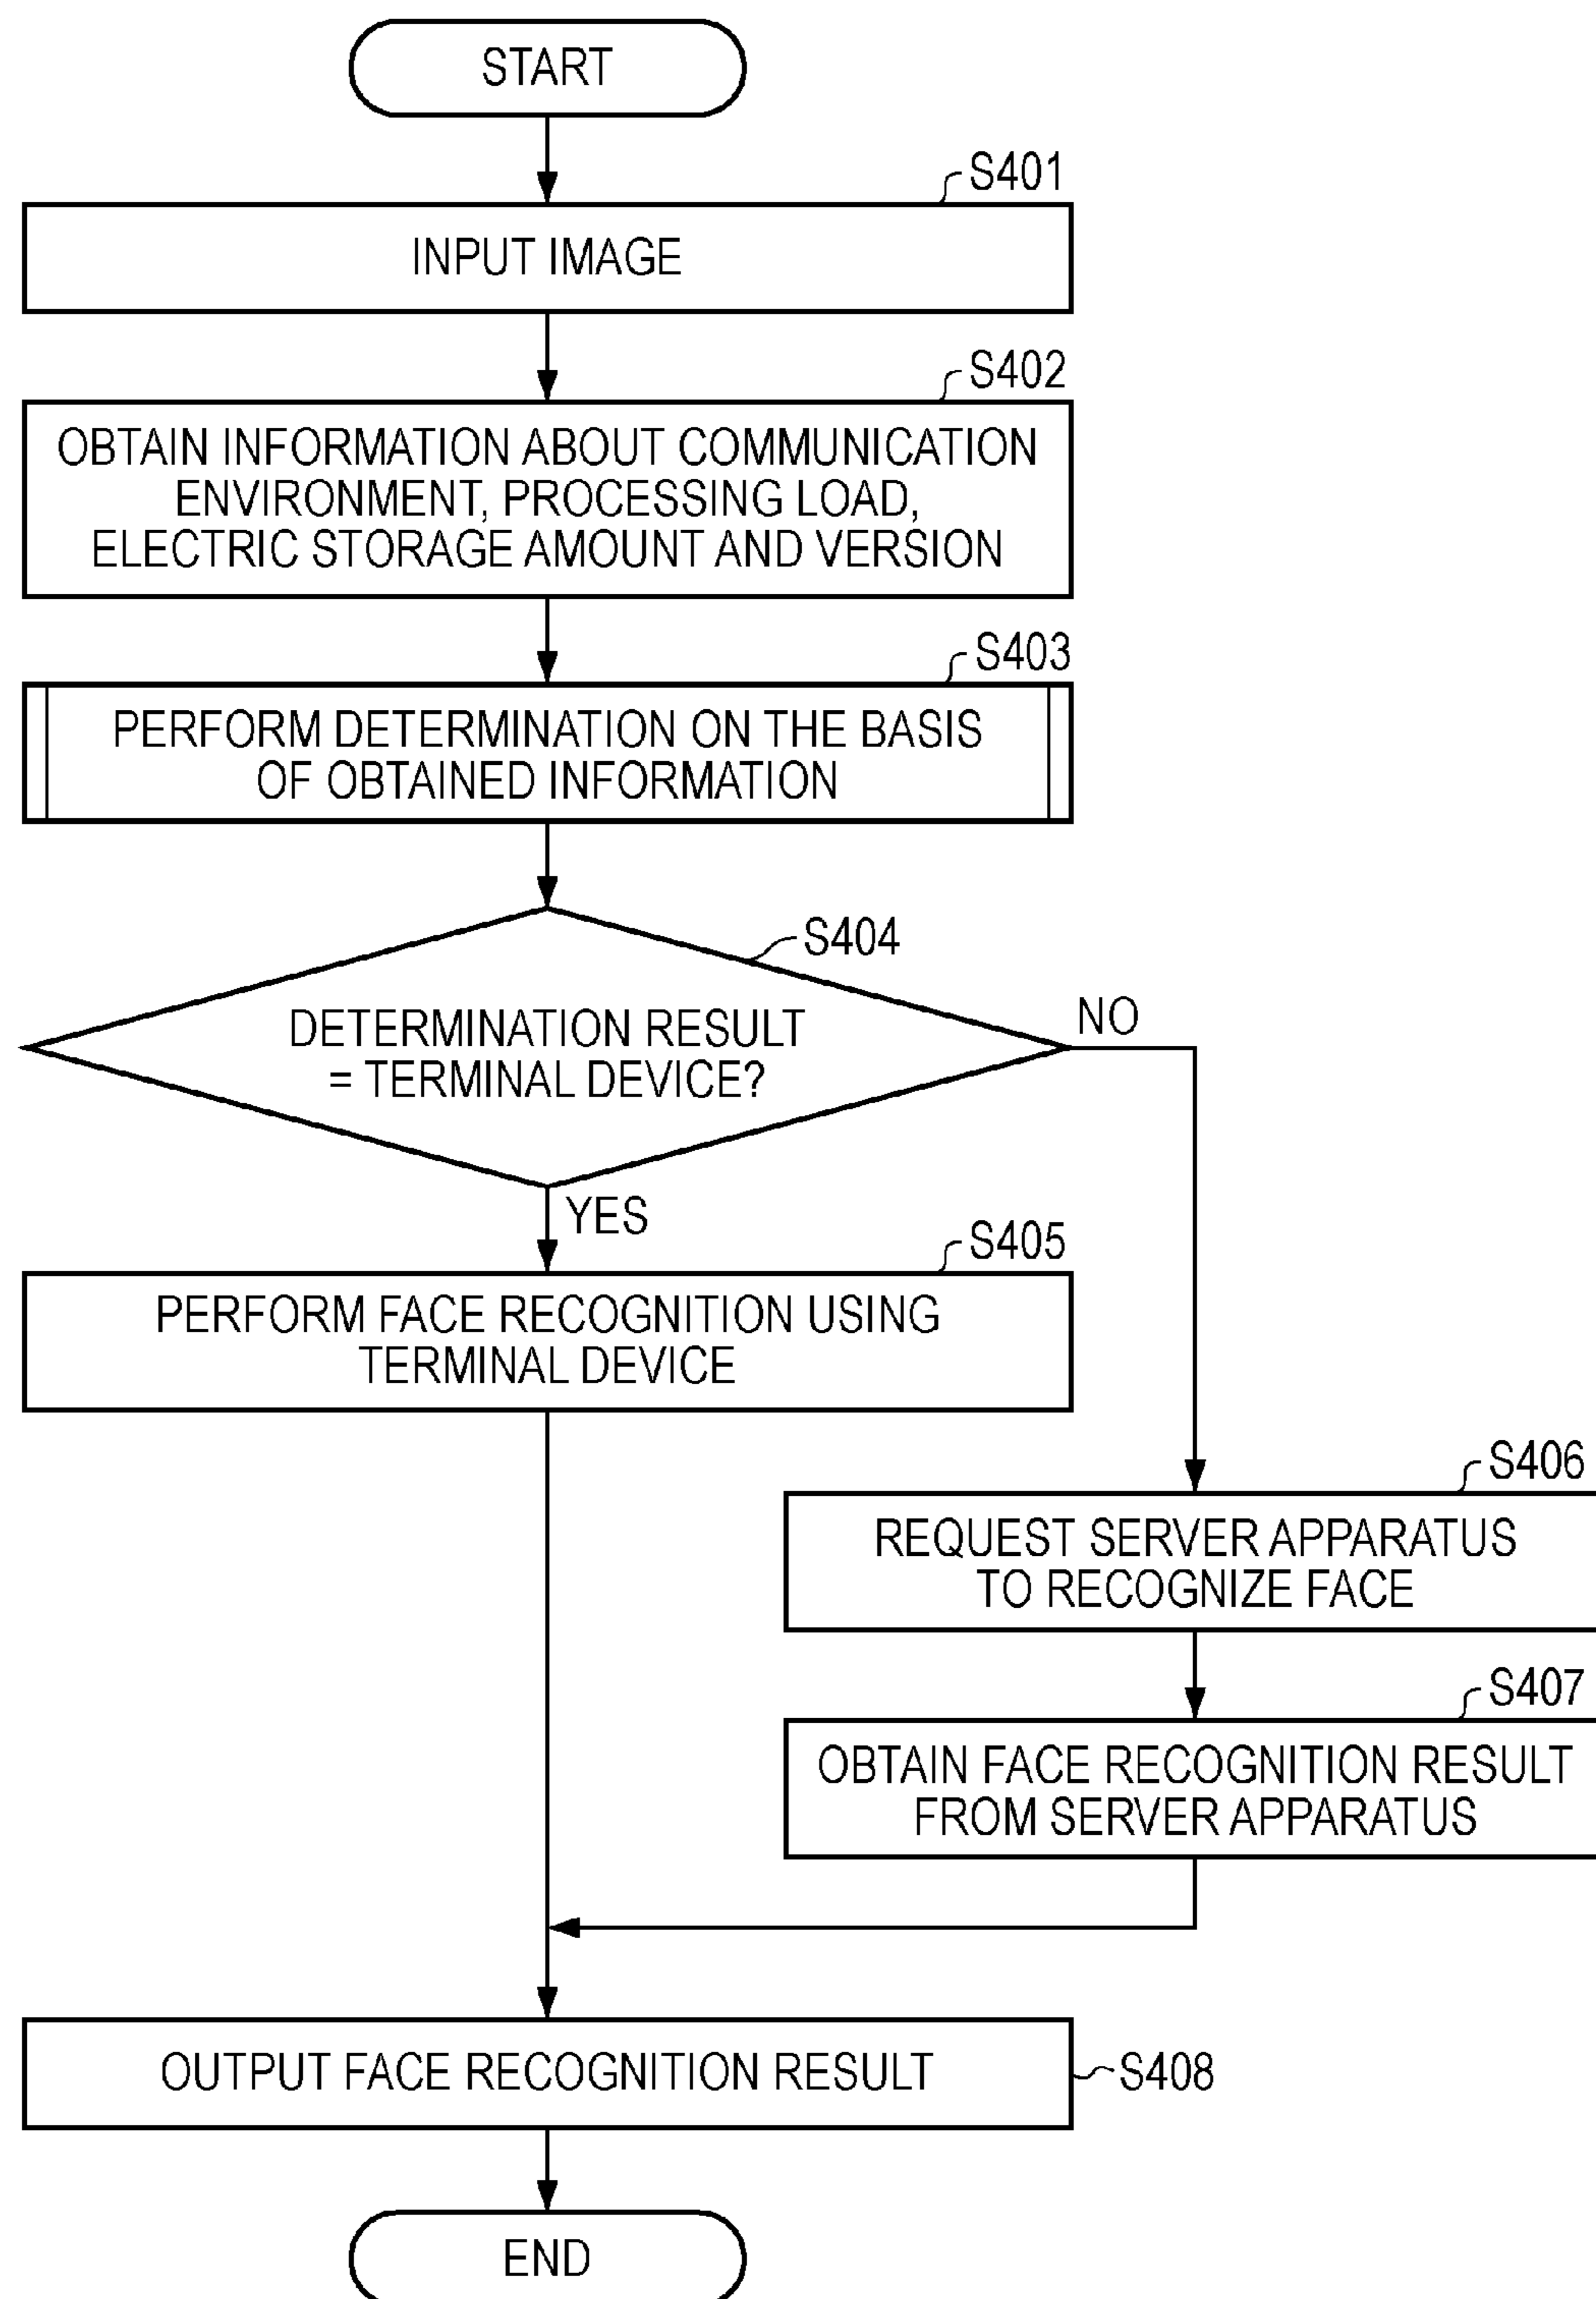 START
S401
INPUT IMAGE
S402
OBTAIN INFORMATION ABOUT COMMUNICATION
ENVIRONMENT, PROCESSING LOAD,
ELECTRIC STORAGE AMOUNT AND VERSION
S403
PERFORM DETERMINATION ON THE BASIS
OF OBTAINED INFORMATION
S404
DETERMINATION RESULT
= TERMINAL DEVICE?
NO
YES
S405
PERFORM FACE RECOGNITION USING
TERMINAL DEVICE
S406
REQUEST SERVER APPARATUS
TO RECOGNIZE FACE
S407
OBTAIN FACE RECOGNITION RESULT
FROM SERVER APPARATUS
OUTPUT FACE RECOGNITION RESULT
S408
END